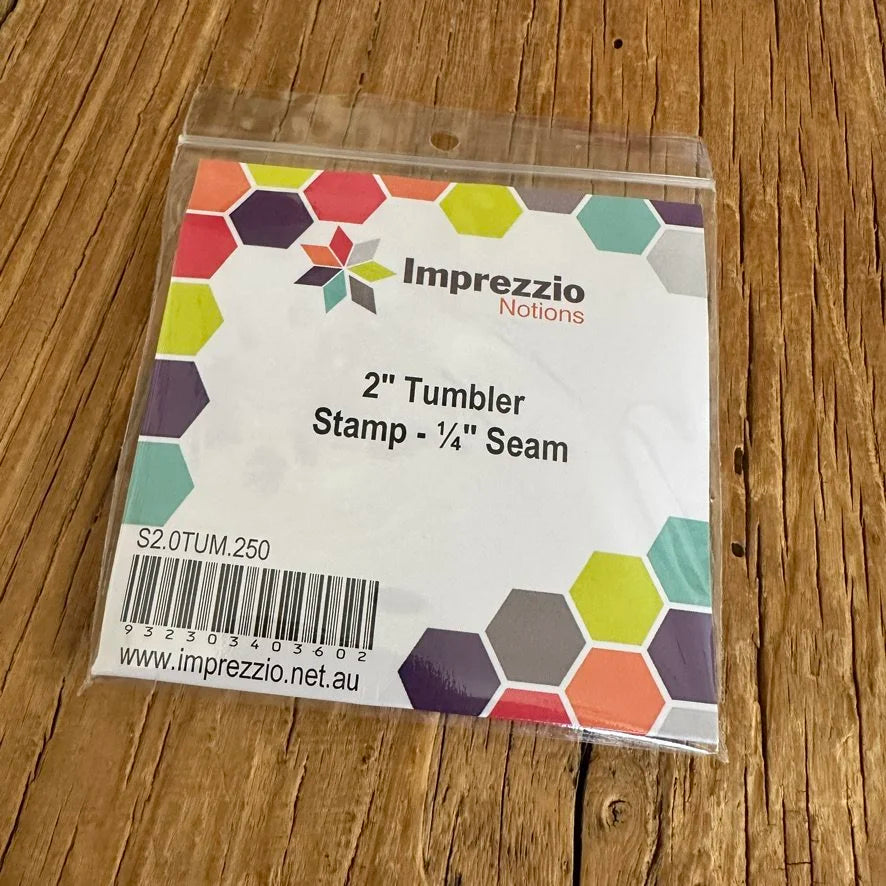 Imprezzio
Notions
2" Tumbler
Stamp - ¼" Seam
S2.0TUM.250
932303403602
www.imprezzio.net.au